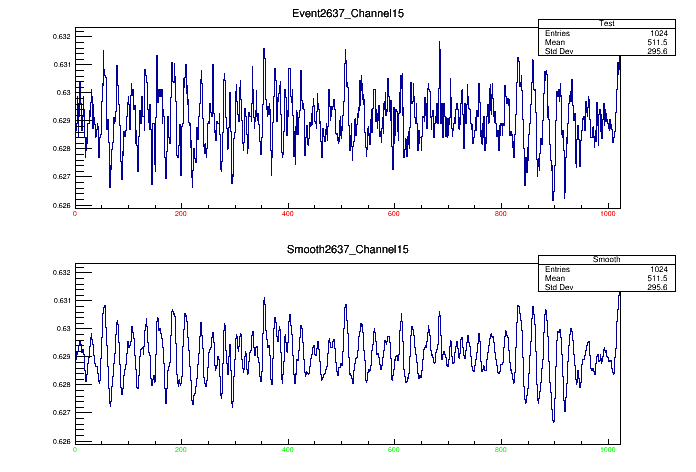 Event2637_Channel15
Test
Entries 1024
Mean 511.5
Std Dev 295.6
0.632
0.631
0.63
0.629
0.628
0.627
0.626
0 200 400 600 800 1000
Smooth2637_Channel15
Smooth
Entries 1024
Mean 511.5
Std Dev 295.6
0.632
0.631
0.63
0.629
0.628
0.627
0.626
0 200 400 600 800 1000